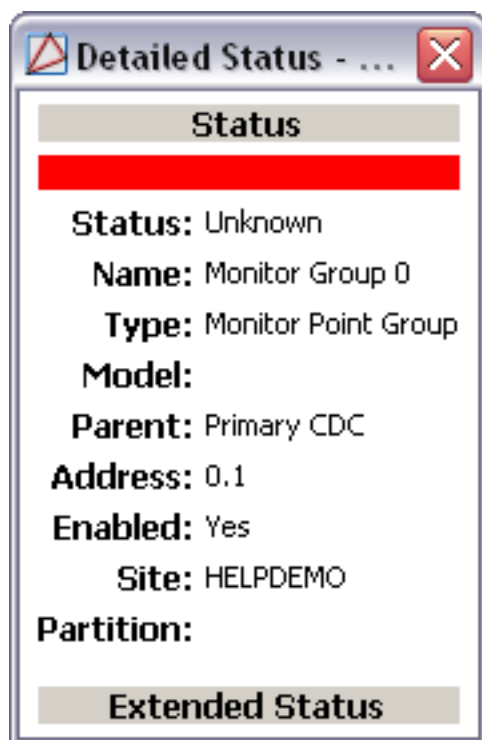 Detailed Status - ...
Status
Status: Unknown
Name: Monitor Group 0
Type: Monitor Point Group
Model:
Parent: Primary CDC
Address: 0.1
Enabled: Yes
Site: HELPDEMO
Partition:
Extended Status